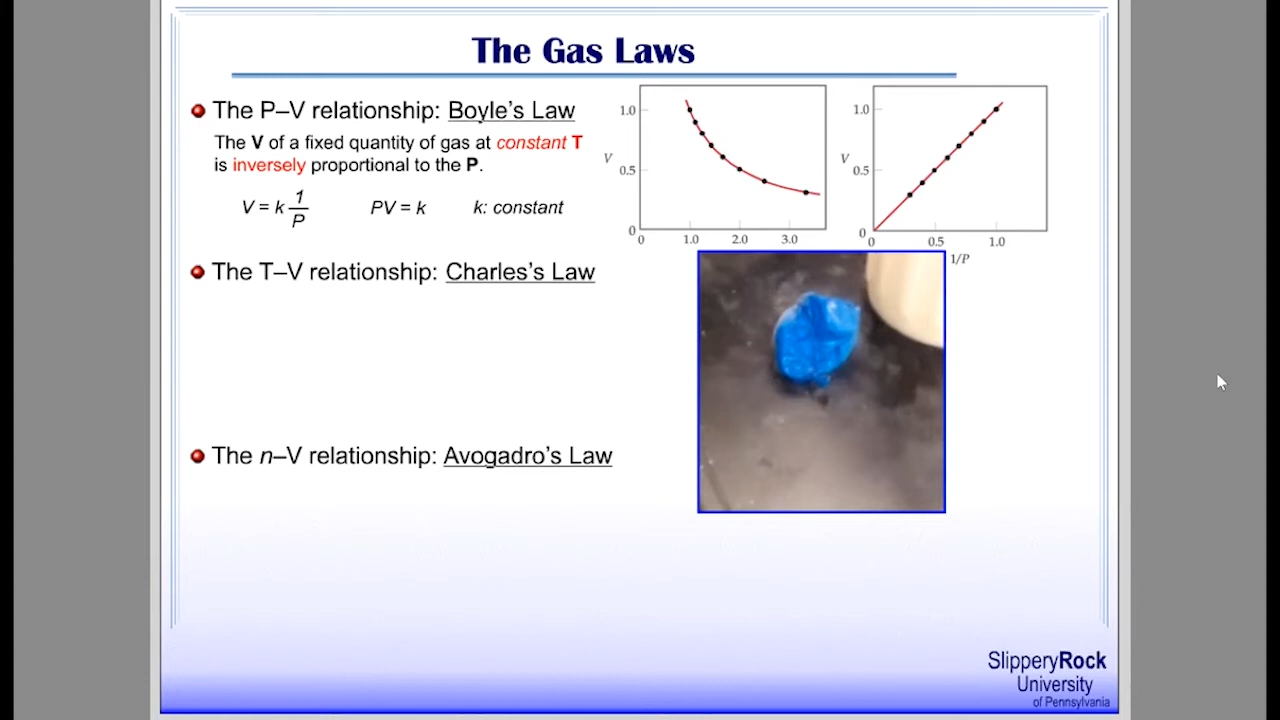 The Gas Laws
The P–V relationship: Boyle's Law
The V of a fixed quantity of gas at constant T
is inversely proportional to the P.
V = k 1/P PV = k k: constant
1.0
V
0.5
0
0 1.0 2.0 3.0
1.0
V
0.5
0
0 0.5 1.0
1/P
The T–V relationship: Charles's Law
The n–V relationship: Avogadro's Law
SlipperyRock
University
of Pennsylvania